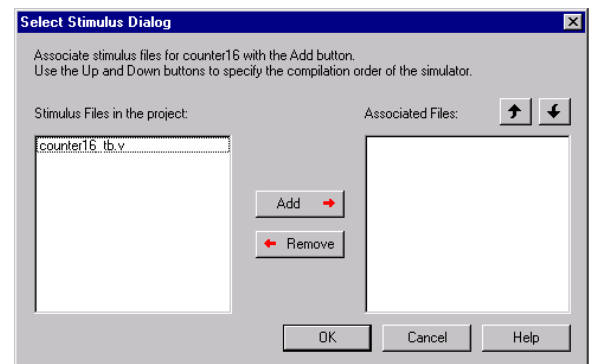 Select Stimulus Dialog
Associate stimulus files for counter16 with the Add button.
Use the Up and Down buttons to specify the compilation order of the simulator.
Stimulus Files in the project:
Associated Files:
counter16_tb.v
Add
Remove
OK
Cancel
Help